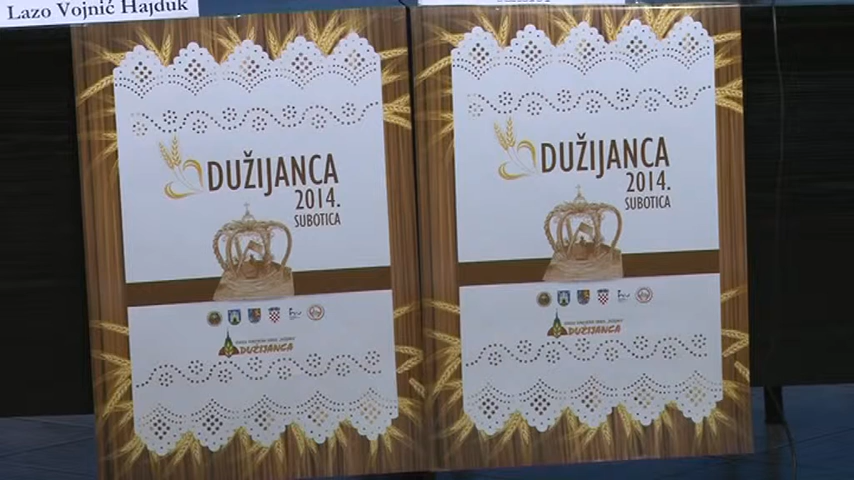 Lazo Vojnić Hajduk
DUŽIJANCA
2014.
SUBOTICA
DUŽIJANCA
DUŽIJANCA
2014.
SUBOTICA
DUŽIJANCA